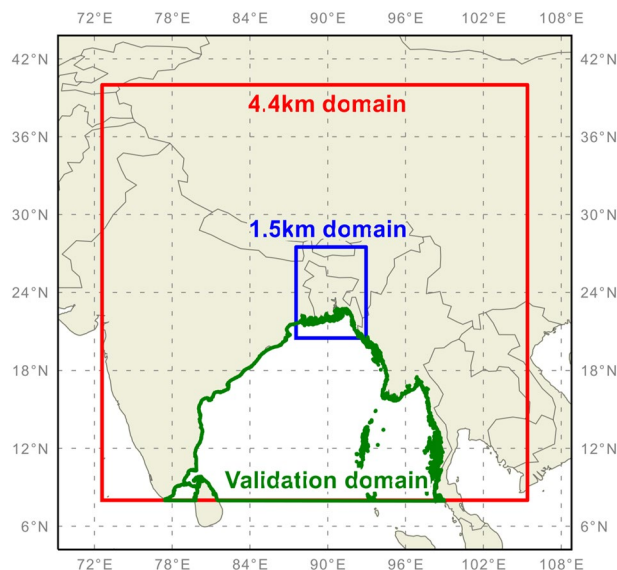 72°E 78°E 84°E 90°E 96°E 102°E 108°E
42°N 42°N
4.4km domain
36°N 36°N
30°N 30°N
1.5km domain
24°N 24°N
18°N 18°N
12°N 12°N
Validation domain
6°N 6°N
72°E 78°E 84°E 90°E 96°E 102°E 108°E